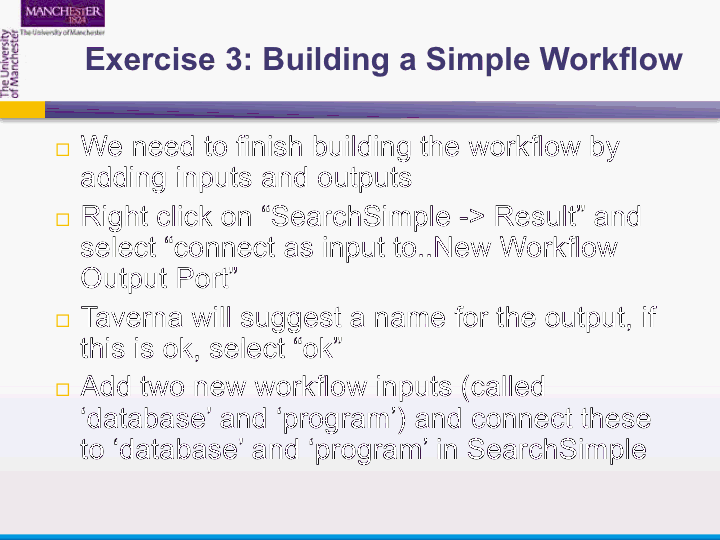 MANCHESTER
1824
The University of Manchester
The University
of Manchester
Exercise 3: Building a Simple Workflow
We need to finish building the workflow by
adding inputs and outputs
Right click on “SearchSimple -> Result” and
select “connect as input to..New Workflow
Output Port”
Taverna will suggest a name for the output, if
this is ok, select “ok”
Add two new workflow inputs (called
‘database’ and ‘program’) and connect these
to ‘database’ and ‘program’ in SearchSimple